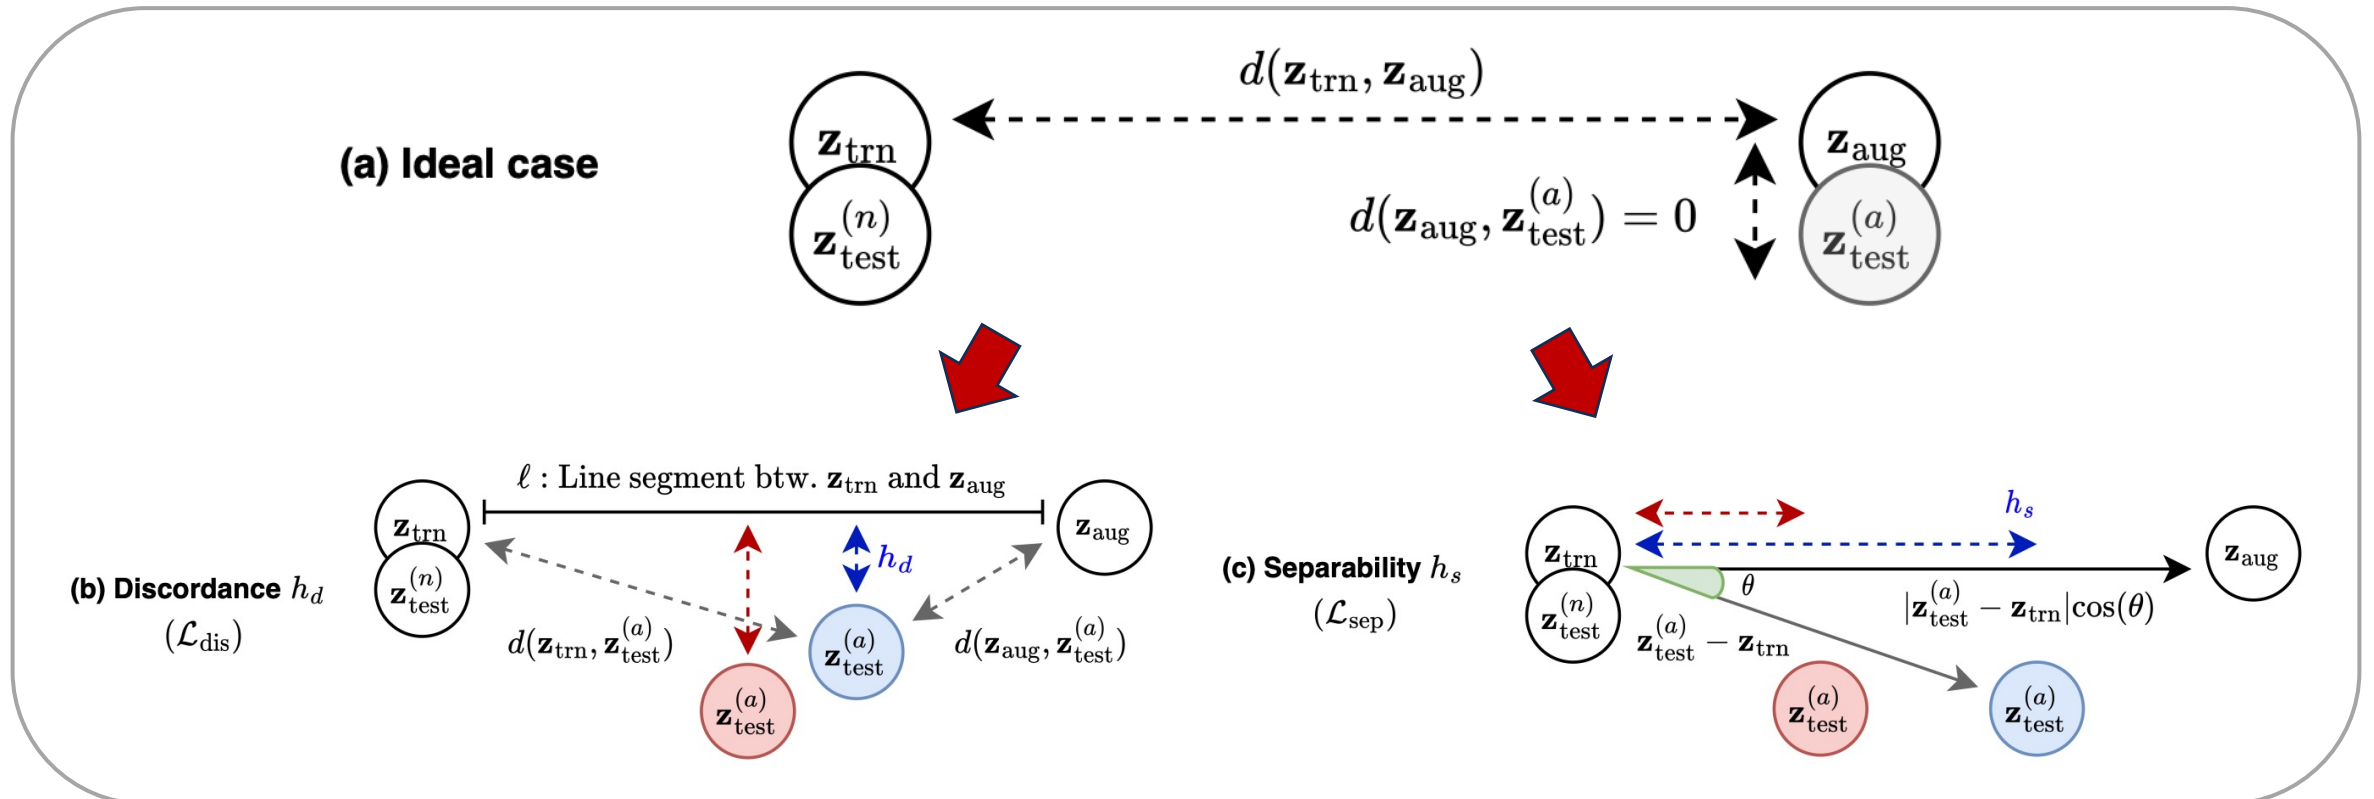 d(z_trn, z_aug)
(a) Ideal case
z_trn
z_test^(n)
z_aug
z_test^(a)
d(z_aug, z_test^(a)) = 0
ℓ : Line segment btw. z_trn and z_aug
z_trn
z_test^(n)
z_aug
h_d
(b) Discordance h_d
(ℒ_dis)
d(z_trn, z_test^(a))
z_test^(a)
d(z_aug, z_test^(a))
z_test^(a)
h_s
z_trn
z_test^(n)
z_aug
(c) Separability h_s
(ℒ_sep)
θ
|z_test^(a) − z_trn|cos(θ)
z_test^(a) − z_trn
z_test^(a)
z_test^(a)